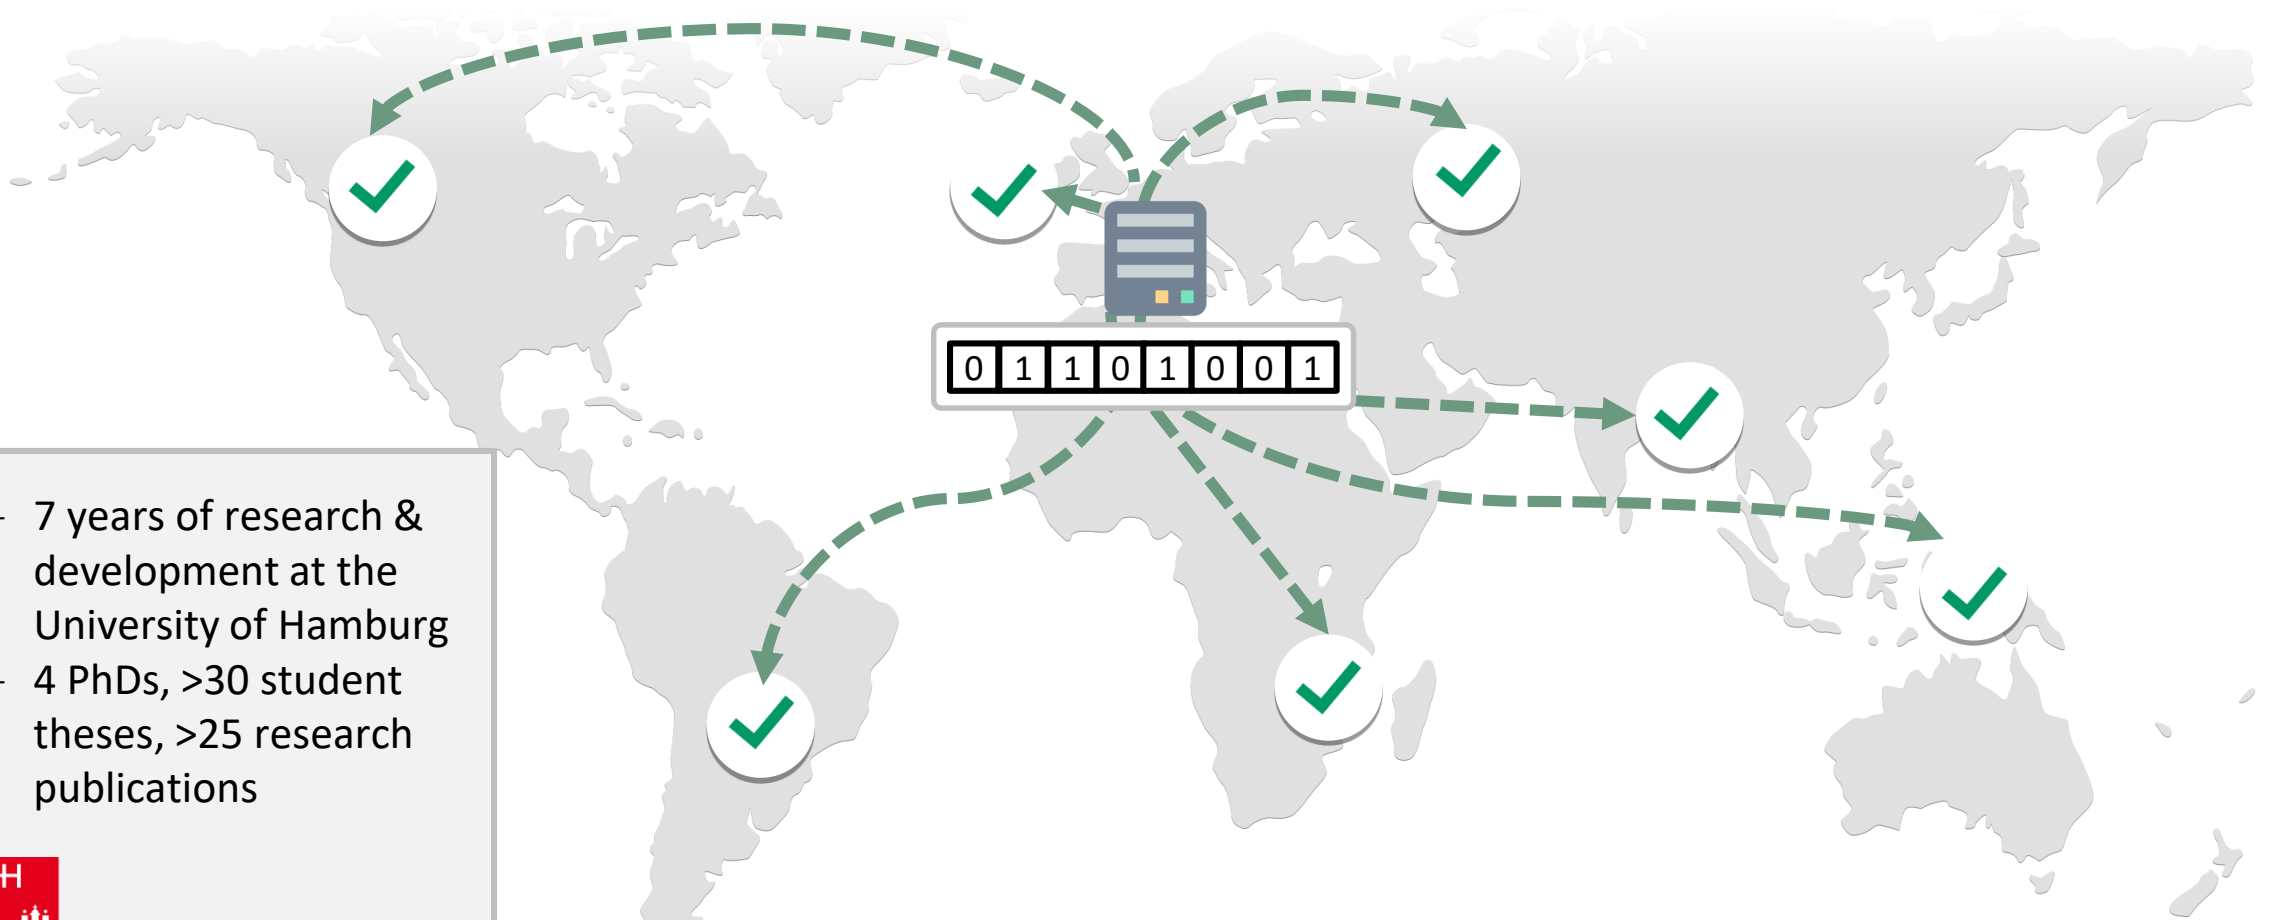 0 1 1 0 1 0 0 1
- 7 years of research &
development at the
University of Hamburg
- 4 PhDs, >30 student
theses, >25 research
publications
H